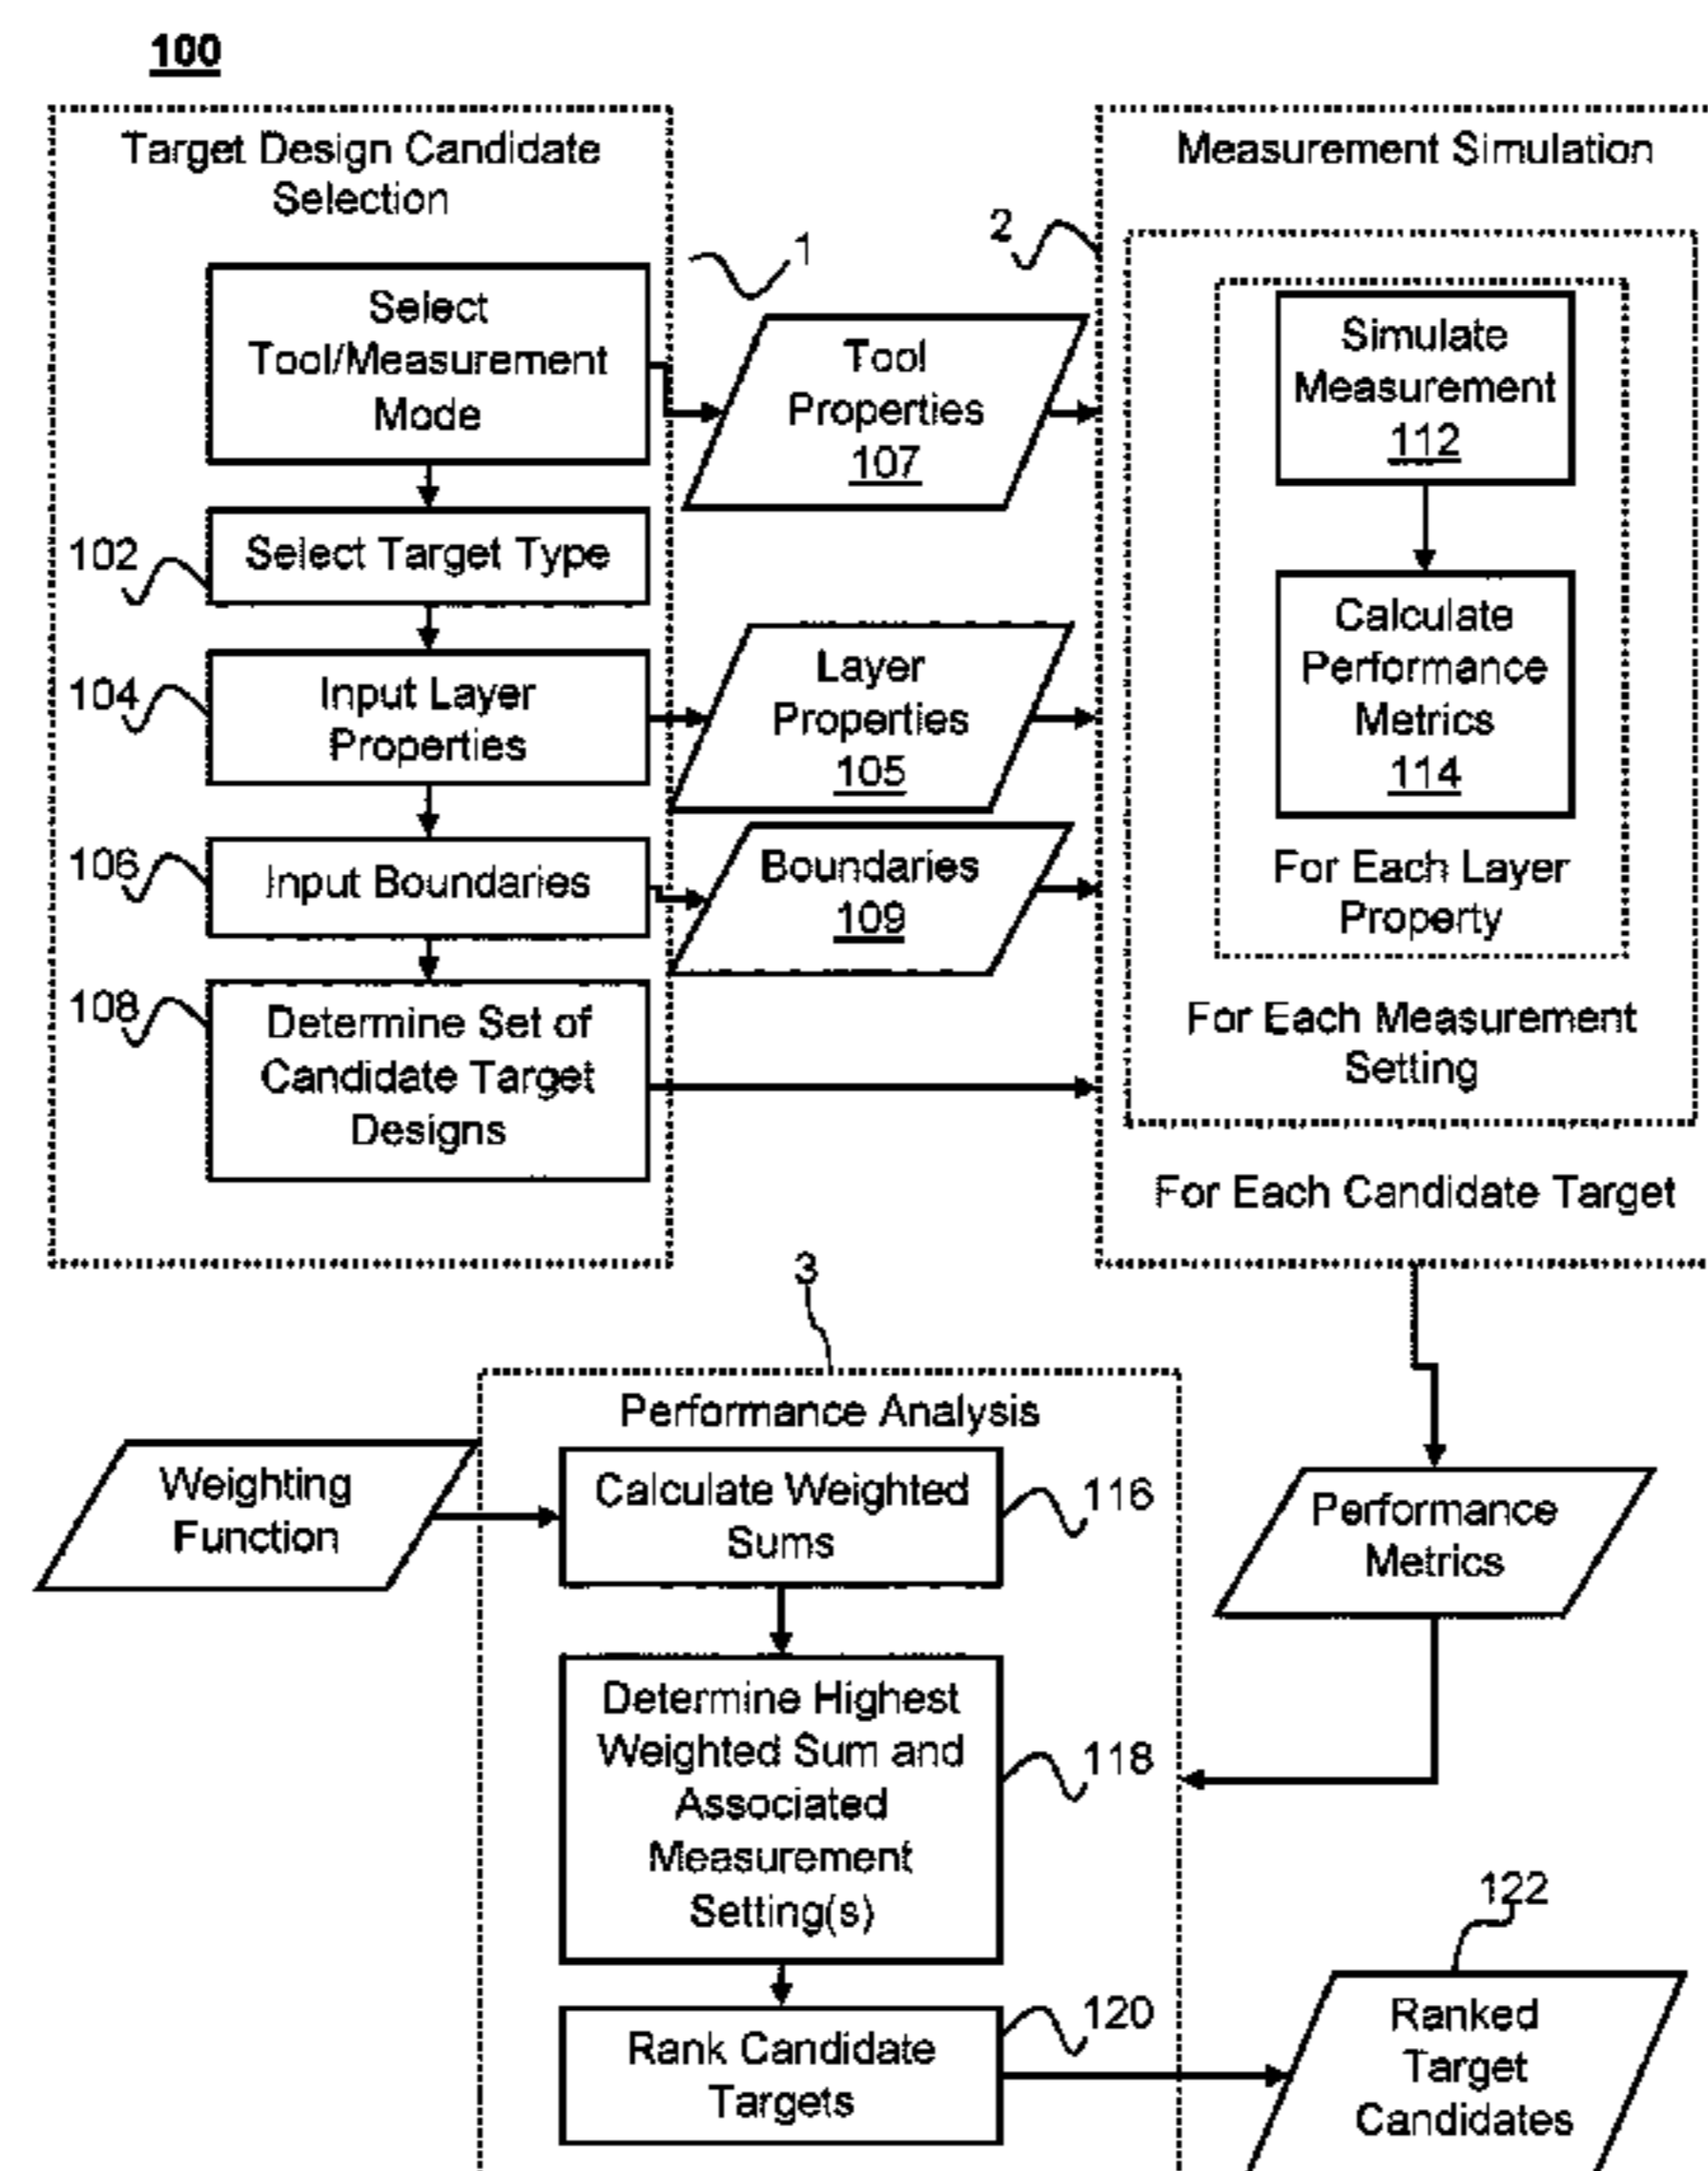 100
Target Design Candidate
Selection
1
Select
Tool/Measurement
Mode
102
Select Target Type
104
Input Layer
Properties
106
Input Boundaries
108
Determine Set of
Candidate Target
Designs
Tool
Properties
107
Layer
Properties
105
Boundaries
109
2
Measurement Simulation
Simulate
Measurement
112
Calculate
Performance
Metrics
114
For Each Layer
Property
For Each Measurement
Setting
For Each Candidate Target
3
Performance Analysis
Weighting
Function
Calculate Weighted
Sums
116
Performance
Metrics
Determine Highest
Weighted Sum and
Associated
Measurement
Setting(s)
118
Rank Candidate
Targets
120
122
Ranked
Target
Candidates